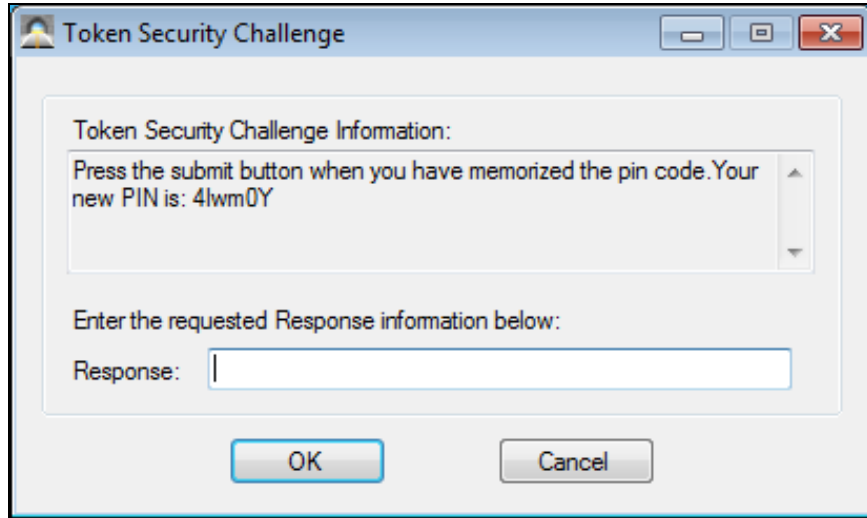 Token Security Challenge
Token Security Challenge Information:
Press the submit button when you have memorized the pin code.Your
new PIN is: 4lwm0Y
Enter the requested Response information below:
Response:
OK
Cancel